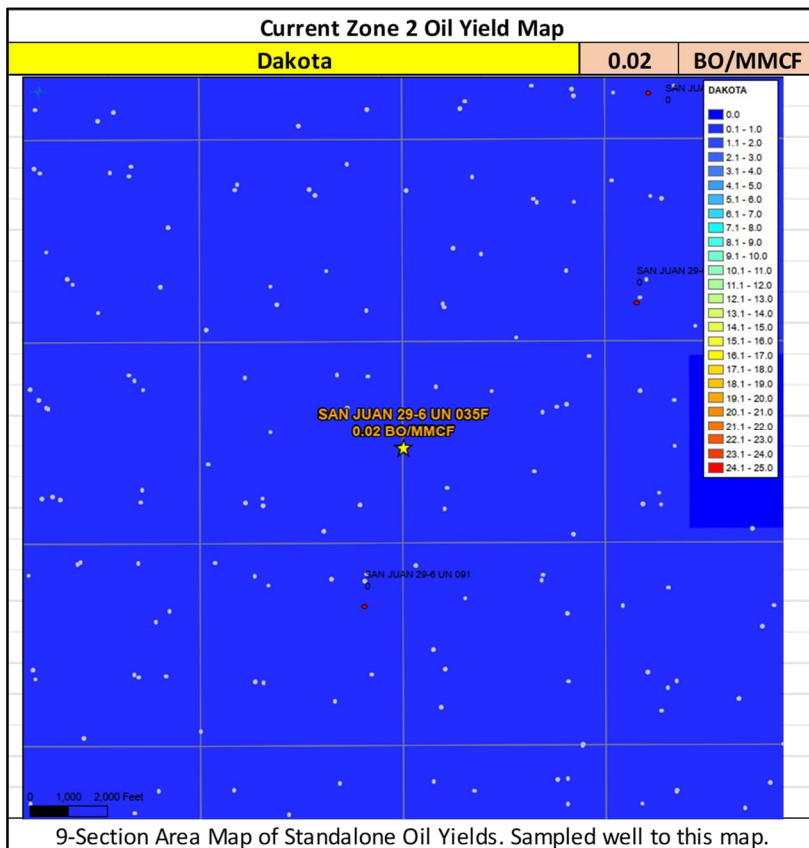 Current Zone 2 Oil Yield Map
Dakota 0.02 BO/MMCF
SAN JUA
0
DAKOTA
0.0
0.1 - 1.0
1.1 - 2.0
2.1 - 3.0
3.1 - 4.0
4.1 - 5.0
5.1 - 6.0
6.1 - 7.0
7.1 - 8.0
8.1 - 9.0
9.1 - 10.0
10.1 - 11.0
11.1 - 12.0
12.1 - 13.0
13.1 - 14.0
14.1 - 15.0
15.1 - 16.0
16.1 - 17.0
17.1 - 18.0
18.1 - 19.0
19.1 - 20.0
20.1 - 21.0
21.1 - 22.0
22.1 - 23.0
23.1 - 24.0
24.1 - 25.0
SAN JUAN 29-
0
SAN JUAN 29-6 UN 035F
0.02 BO/MMCF
SAN JUAN 29-6 UN 091
0
0 1,000 2,000 Feet
9-Section Area Map of Standalone Oil Yields. Sampled well to this map.